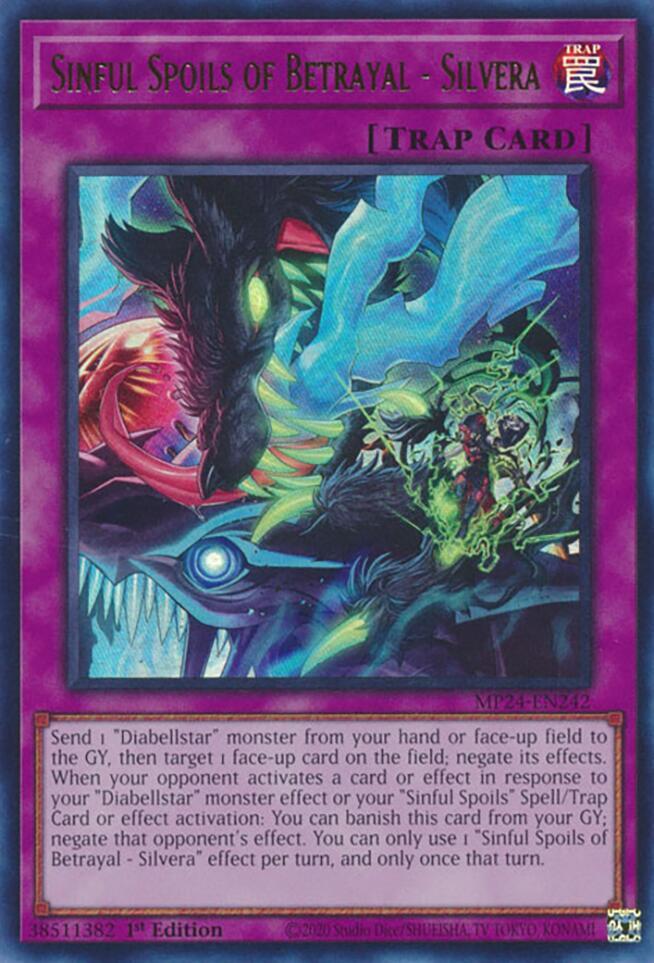 SINFUL SPOILS OF BETRAYAL - SILVERA
TRAP
罠
[TRAP CARD]
MP24-EN242
Send 1 "Diabellstar" monster from your hand or face-up field to
the GY, then target 1 face-up card on the field; negate its effects.
When your opponent activates a card or effect in response to
your "Diabellstar" monster effect or your "Sinful Spoils" Spell/Trap
Card or effect activation: You can banish this card from your GY;
negate that opponent's effect. You can only use 1 "Sinful Spoils of
Betrayal - Silvera" effect per turn, and only once that turn.
38511382 1st Edition
©2020 Studio Dice/SHUEISHA, TV TOKYO, KONAMI